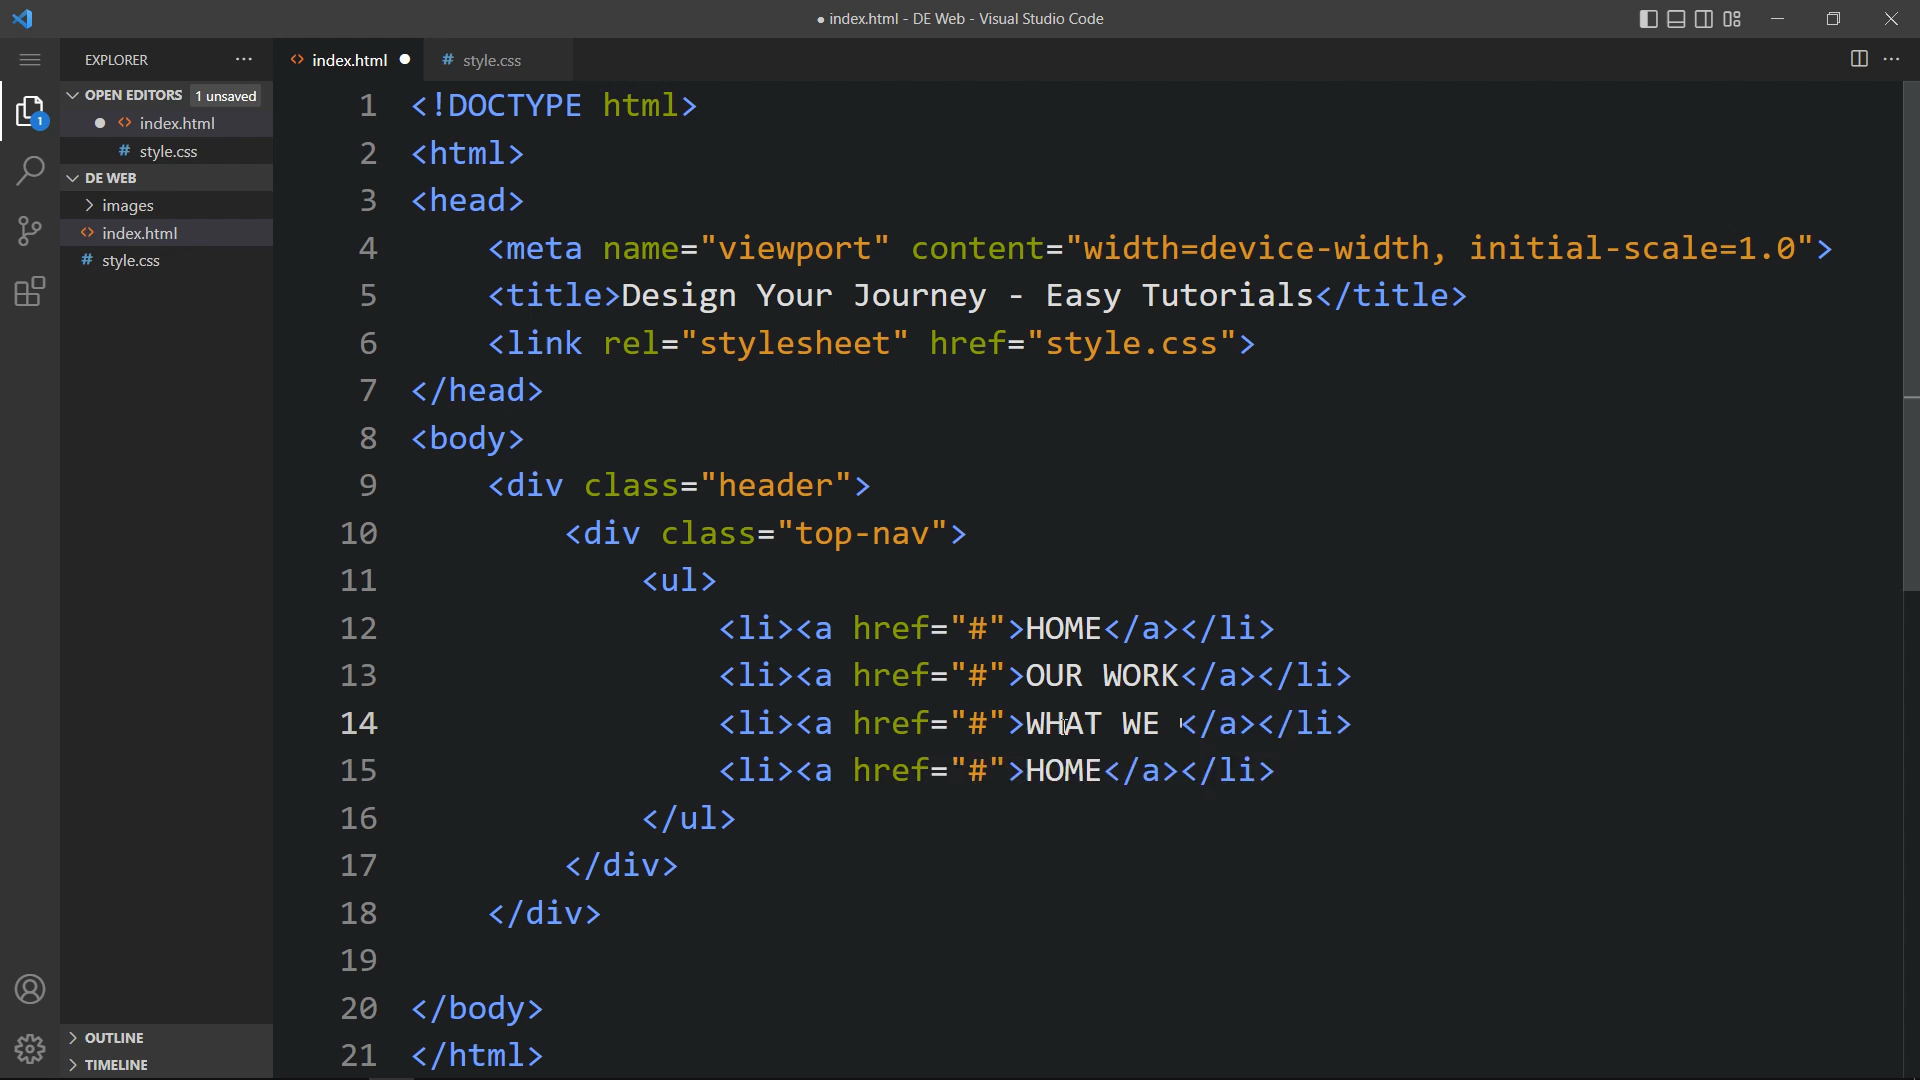 ● index.html - DE Web - Visual Studio Code
EXPLORER
index.html
# style.css
OPEN EDITORS 1 unsaved
index.html
# style.css
DE WEB
images
index.html
# style.css
OUTLINE
TIMELINE
1
1 <!DOCTYPE html>
2 <html>
3 <head>
4 <meta name="viewport" content="width=device-width, initial-scale=1.0">
5 <title>Design Your Journey - Easy Tutorials</title>
6 <link rel="stylesheet" href="style.css">
7 </head>
8 <body>
9 <div class="header">
10 <div class="top-nav">
11 <ul>
12 <li><a href="#">HOME</a></li>
13 <li><a href="#">OUR WORK</a></li>
14 <li><a href="#">WHAT WE </a></li>
15 <li><a href="#">HOME</a></li>
16 </ul>
17 </div>
18 </div>
19
20 </body>
21 </html>